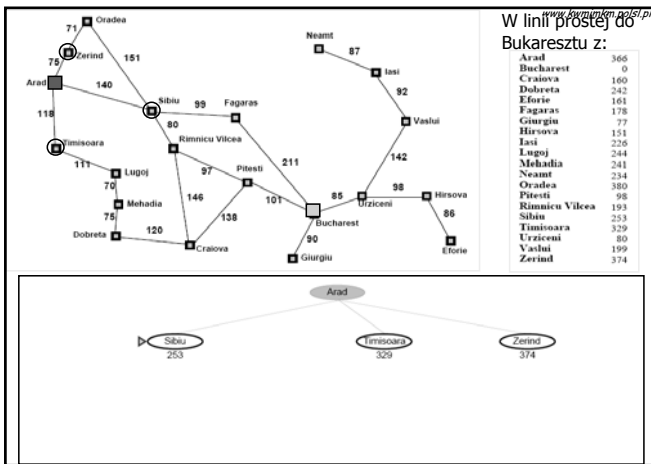 www.kwmimkm.polsl.pl
W linii prostej do
Bukaresztu z:
Arad 366
Bucharest 0
Craiova 160
Dobreta 242
Eforie 161
Fagaras 178
Giurgiu 77
Hirsova 151
Iasi 226
Lugoj 244
Mehadia 241
Neamt 234
Oradea 380
Pitesti 98
Rimnicu Vilcea 193
Sibiu 253
Timisoara 329
Urziceni 80
Vaslui 199
Zerind 374
Oradea
71
Neamt
Zerind
87
75
151
Iasi
Arad
140
92
Sibiu
99
Fagaras
118
Vaslui
80
Timisoara
Rimnicu Vilcea
111
Lugoj
97
Pitesti
211
142
70
98
Hirsova
85
Mehadia
146
101
Urziceni
75
138
86
Bucharest
Dobreta
120
90
Craiova
Eforie
Giurgiu
Arad
Sibiu
Timisoara
Zerind
253
329
374